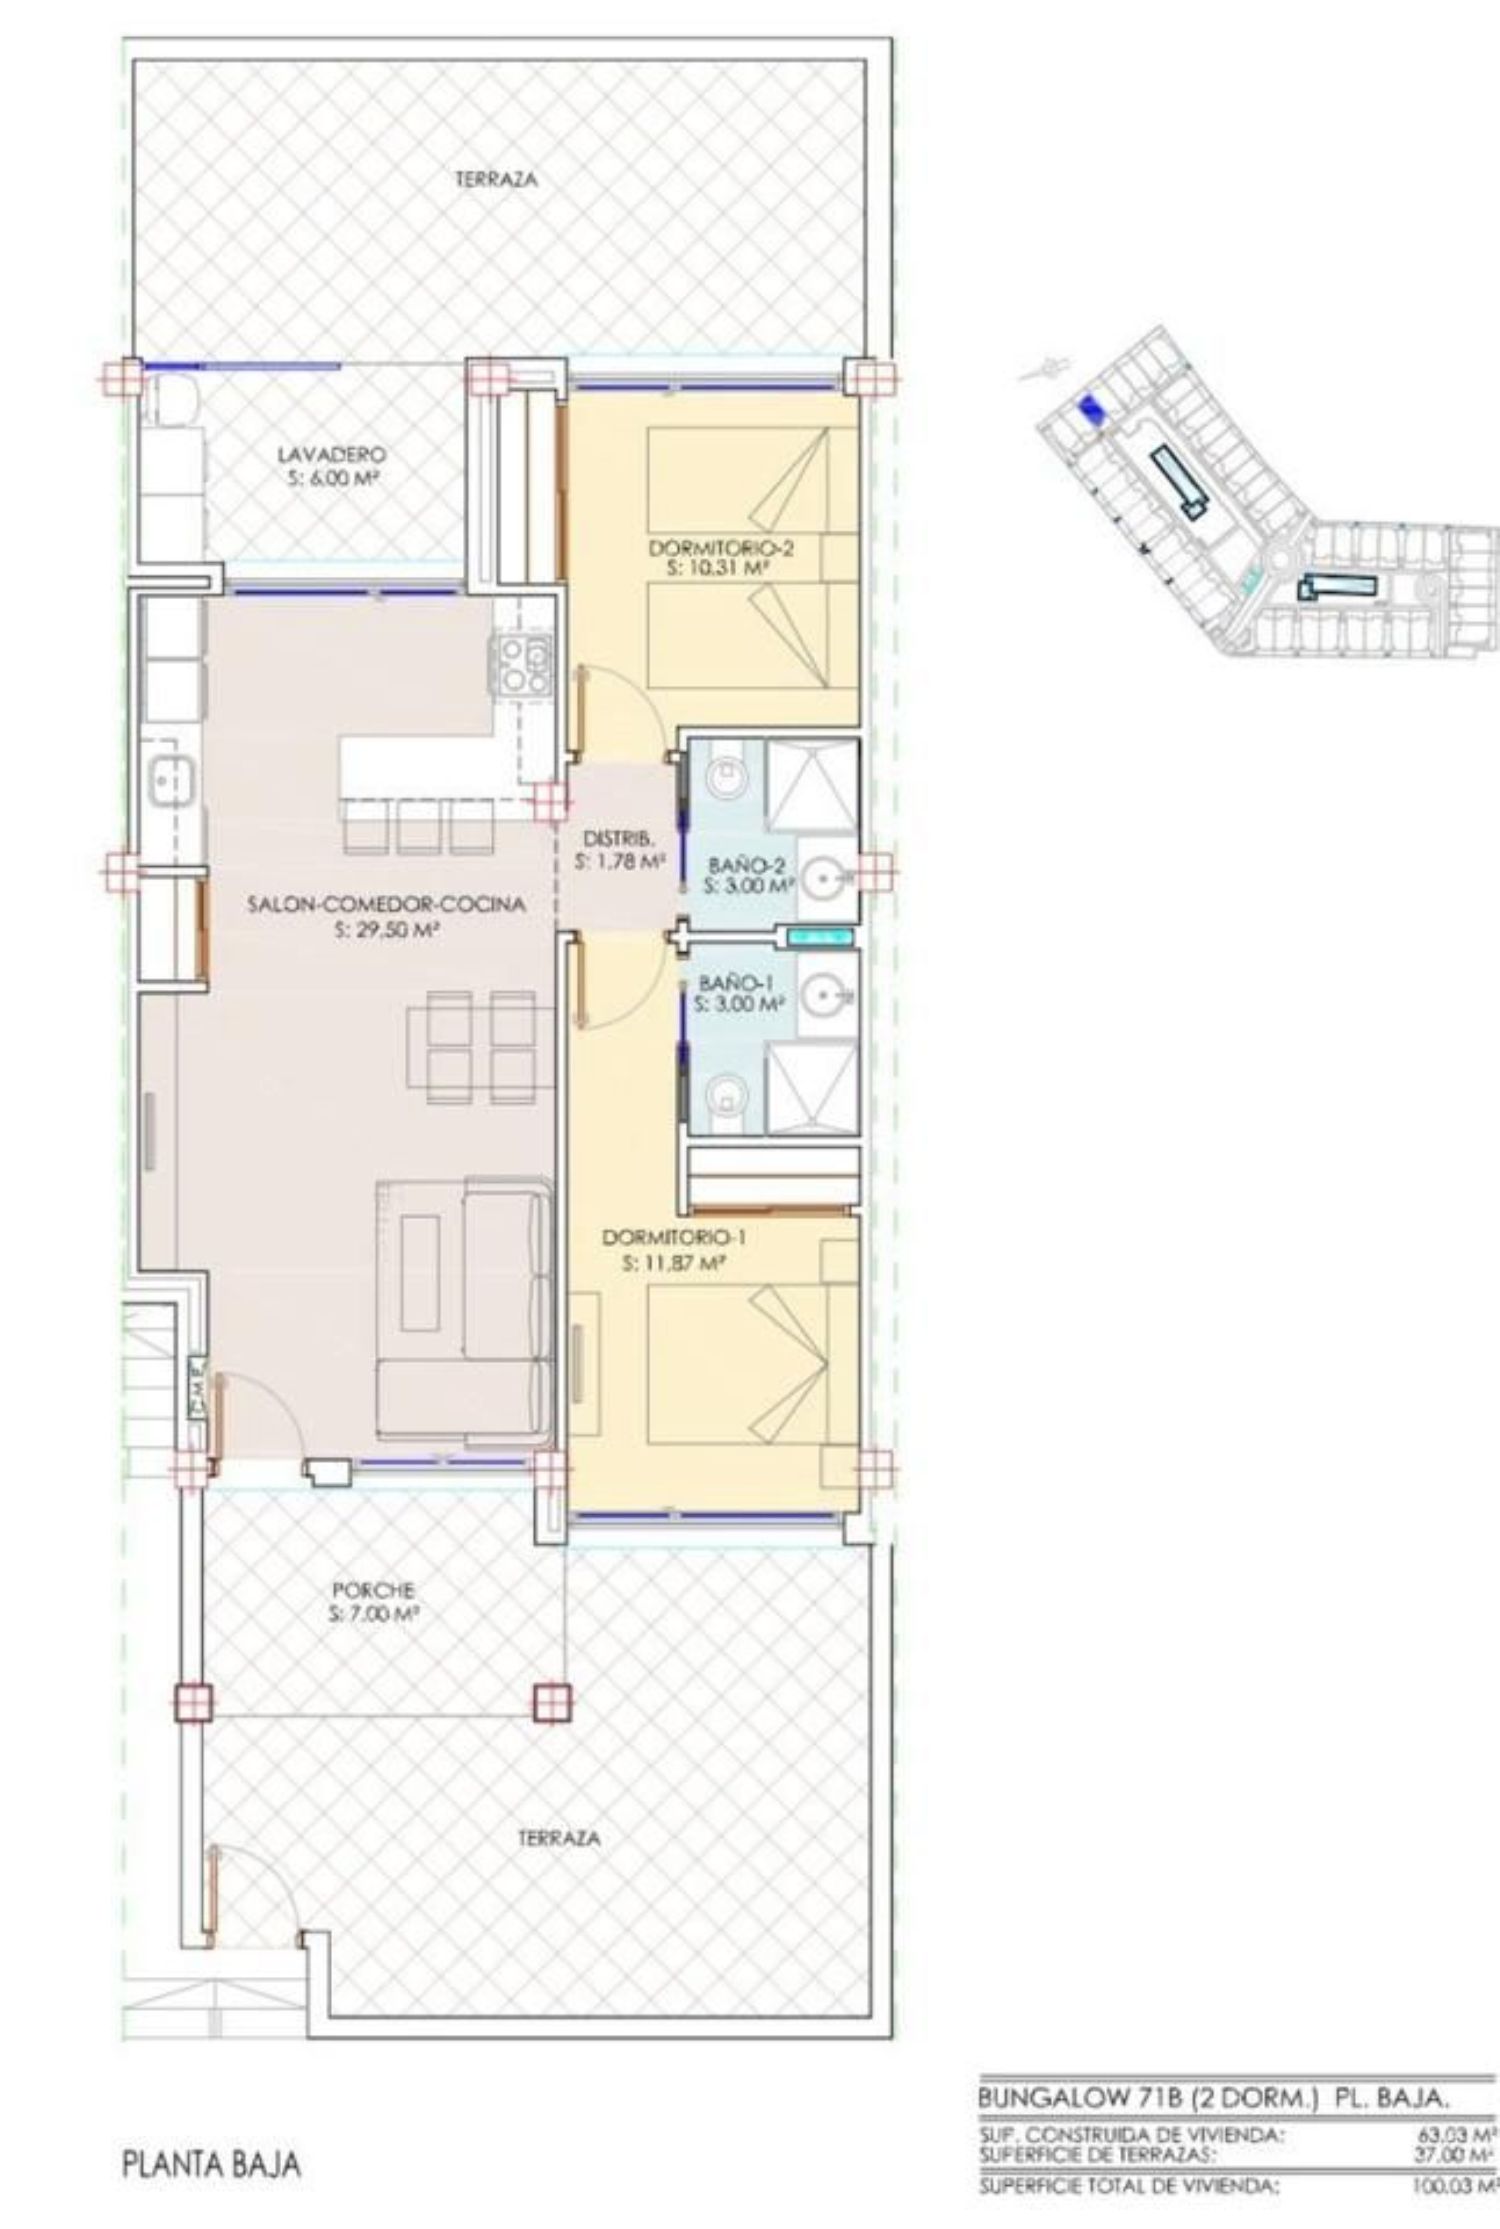 TERRAZA
LAVADERO
S: 6.00 M²
DORMITORIO-2
S: 10.31 M²
DISTRIB.
S: 1.78 M²
BAÑO-2
S: 3.00 M²
SALON-COMEDOR-COCINA
S: 29.50 M²
BAÑO-1
S: 3.00 M²
DORMITORIO-1
S: 11.87 M²
PORCHE
S: 7.00 M²
TERRAZA
PLANTA BAJA
BUNGALOW 71B (2 DORM.) PL. BAJA.
SUP. CONSTRUIDA DE VIVIENDA: 63.03 M²
SUPERFICIE DE TERRAZAS: 37.00 M²
SUPERFICIE TOTAL DE VIVIENDA: 100.03 M²